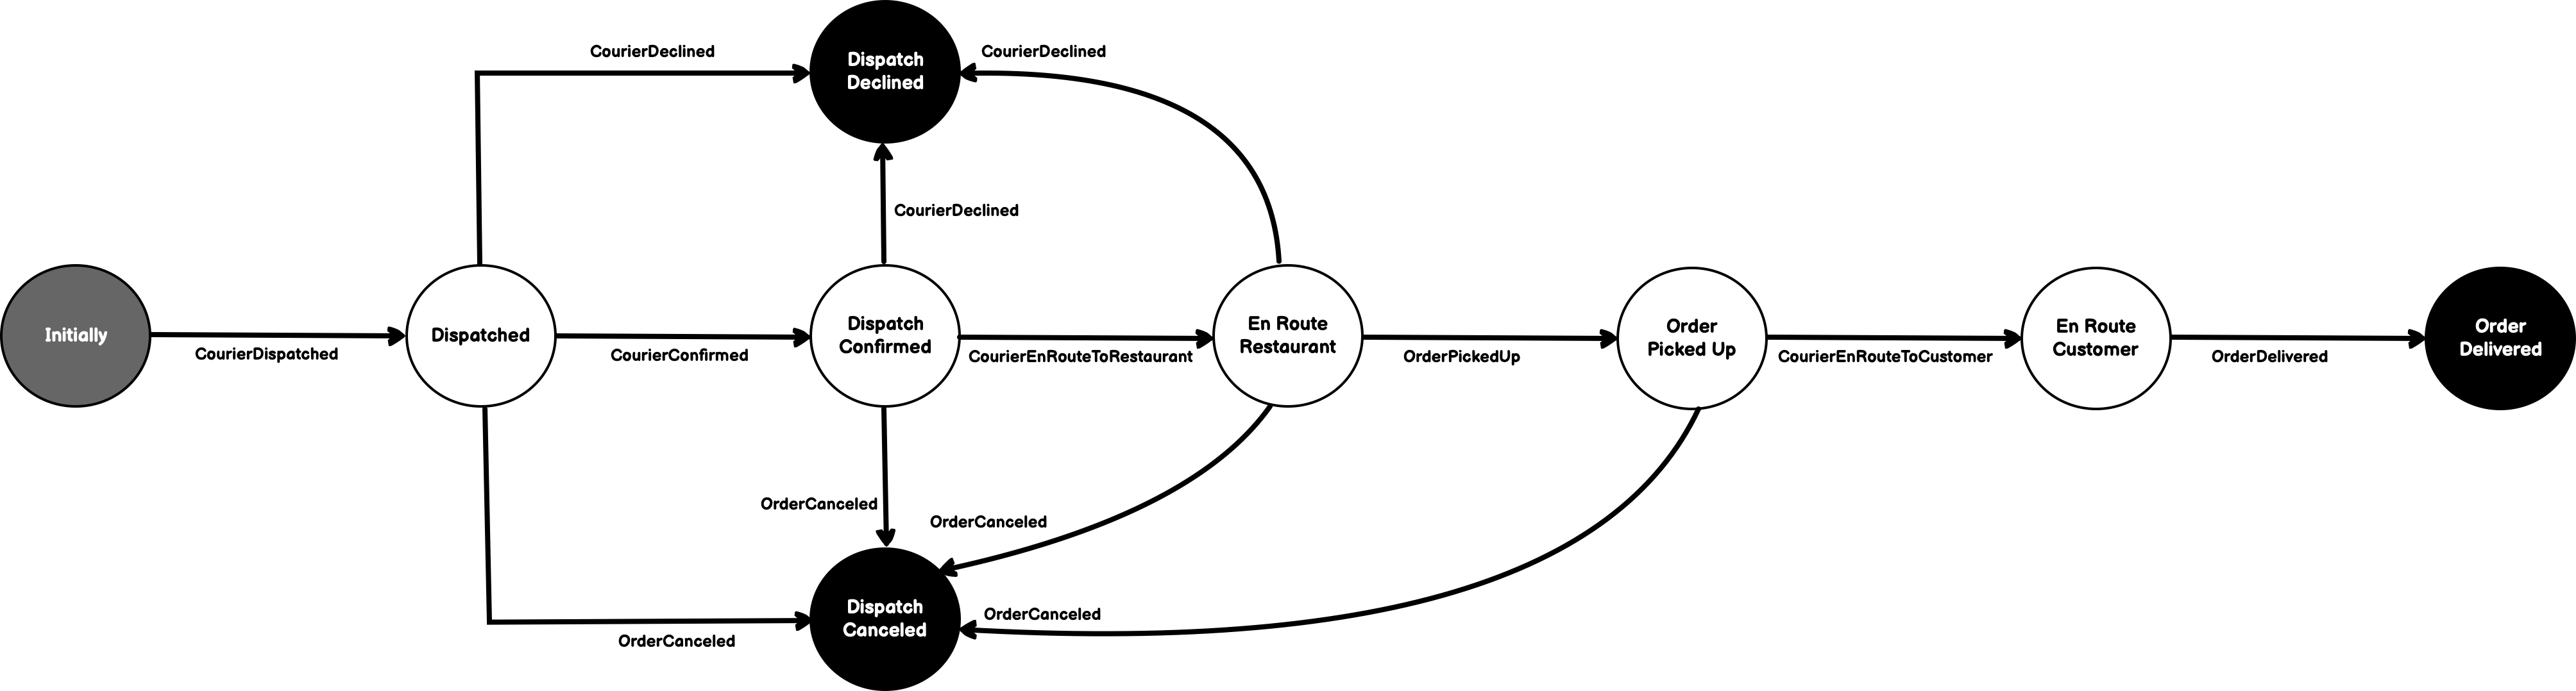 CourierDeclined
Dispatch
Declined
CourierDeclined
CourierDeclined
Initially
CourierDispatched
Dispatched
CourierConfirmed
Dispatch
Confirmed
CourierEnRouteToRestaurant
En Route
Restaurant
OrderPickedUp
Order
Picked Up
CourierEnRouteToCustomer
En Route
Customer
OrderDelivered
Order
Delivered
OrderCanceled
OrderCanceled
Dispatch
Canceled
OrderCanceled
OrderCanceled